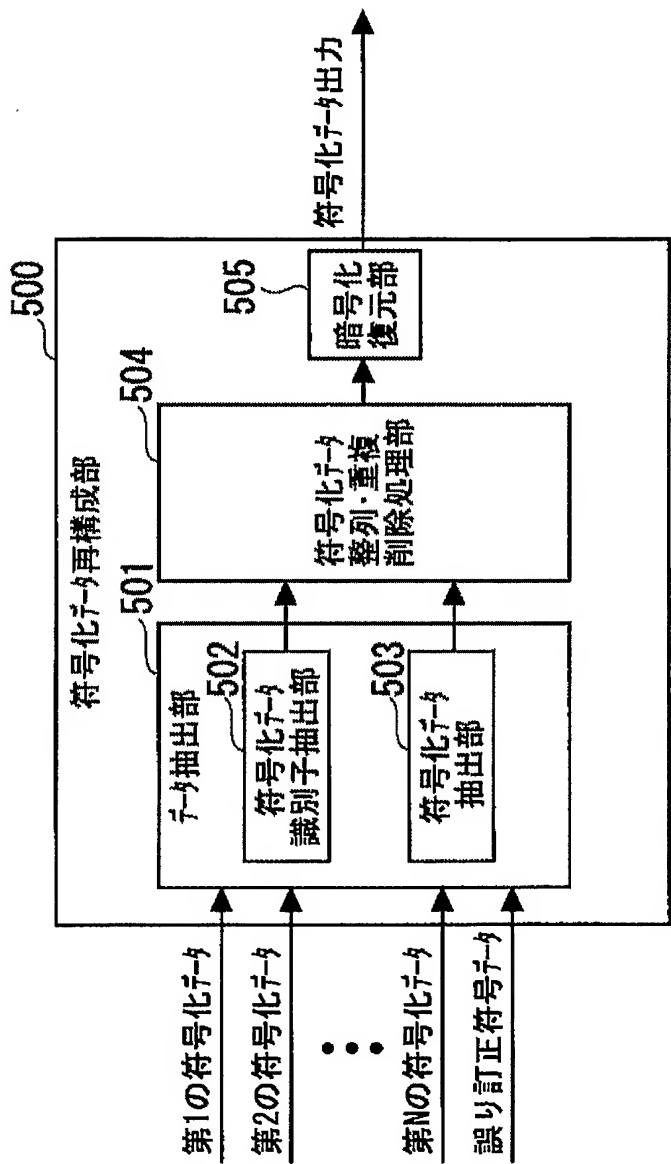 500
符号化データ再構成部
501
データ抽出部
502
符号化データ
識別子抽出部
503
符号化データ
抽出部
504
符号化データ
整列・重複
削除処理部
505
暗号化
復元部
符号化データ出力
第1の符号化データ
第2の符号化データ
•••
第Nの符号化データ
誤り訂正符号データ